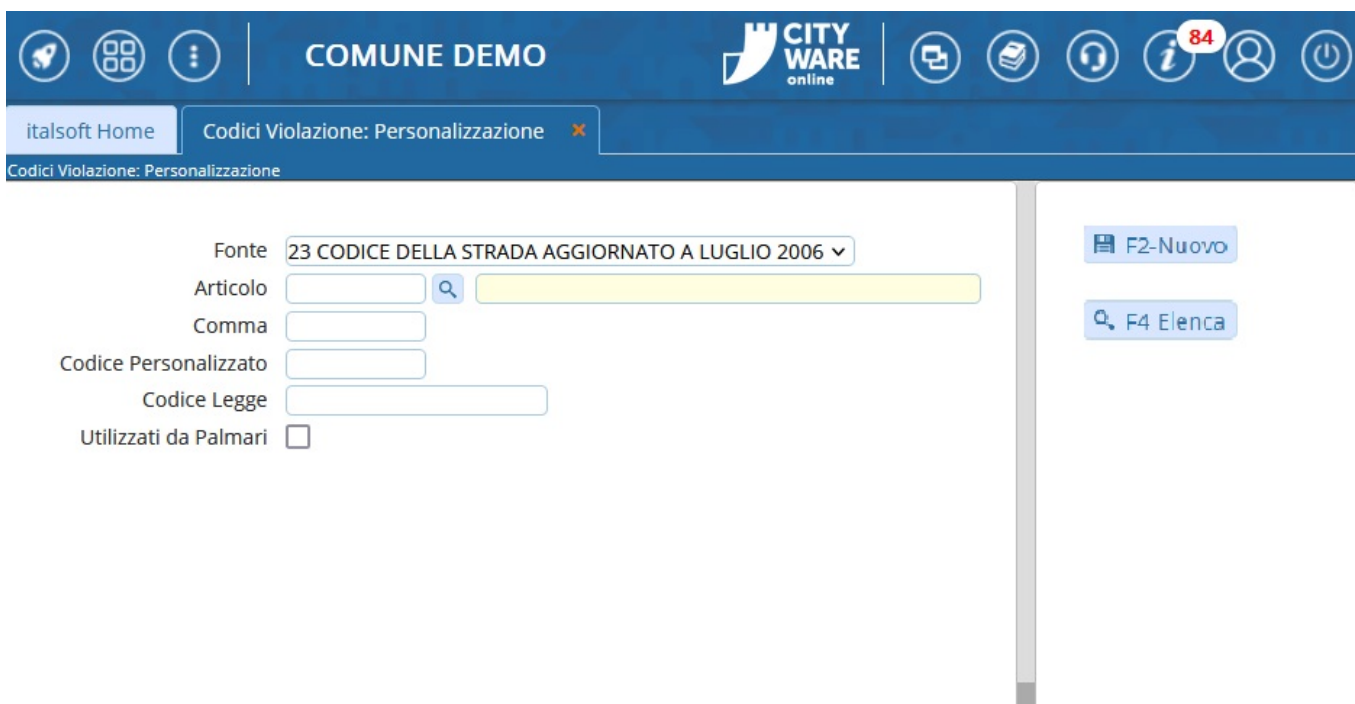 COMUNE DEMO
CITY
WARE
online
84
italsoft Home
Codici Violazione: Personalizzazione
Codici Violazione: Personalizzazione
Fonte 23 CODICE DELLA STRADA AGGIORNATO A LUGLIO 2006
Articolo
Comma
Codice Personalizzato
Codice Legge
Utilizzati da Palmari
F2-Nuovo
F4 Elenca